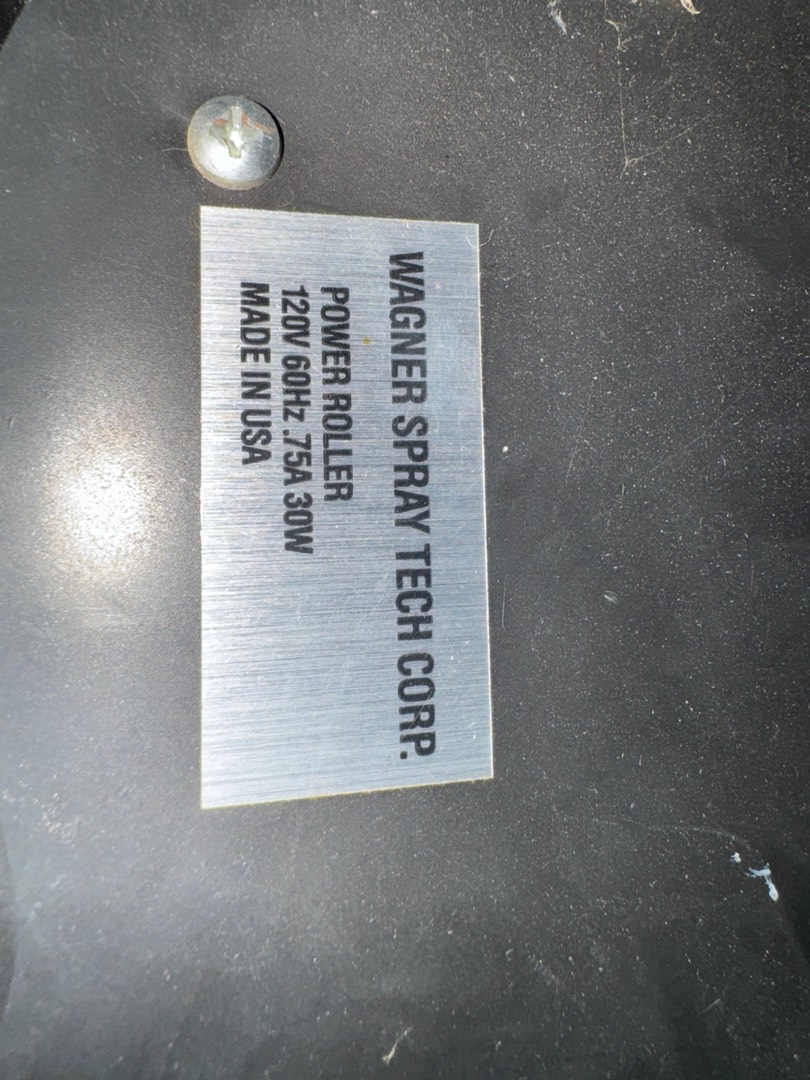 WAGNER SPRAY TECH CORP.
POWER ROLLER
120V 60Hz .75A 30W
MADE IN USA